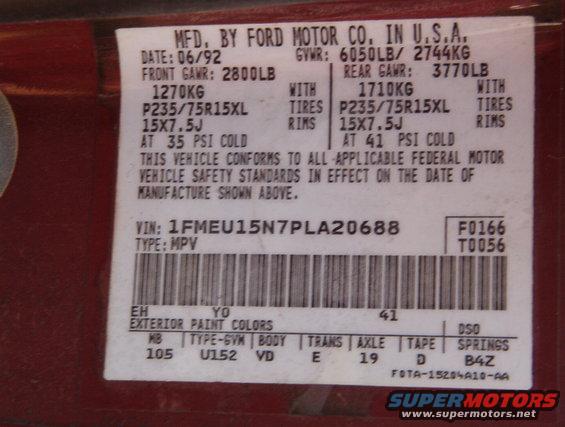 MFD. BY FORD MOTOR CO. IN U.S.A.
DATE: 06/92 GVWR: 6050LB/ 2744KG
FRONT GAWR: 2800LB REAR GAWR: 3770LB
1270KG WITH 1710KG WITH
P235/75R15XL TIRES P235/75R15XL TIRES
15X7.5J RIMS 15X7.5J RIMS
AT 35 PSI COLD AT 41 PSI COLD
THIS VEHICLE CONFORMS TO ALL APPLICABLE FEDERAL MOTOR
VEHICLE SAFETY STANDARDS IN EFFECT ON THE DATE OF
MANUFACTURE SHOWN ABOVE.
VIN: 1FMEU15N7PLA20688 F0166
TYPE: MPV T0056
EH YO 41
EXTERIOR PAINT COLORS DSO
WB TYPE-GVW BODY TRANS AXLE TAPE SPRINGS
105 U152 VD E 19 D B4Z
F0TA-15204A10-AA
SUPERMOTORS
www.supermotors.net